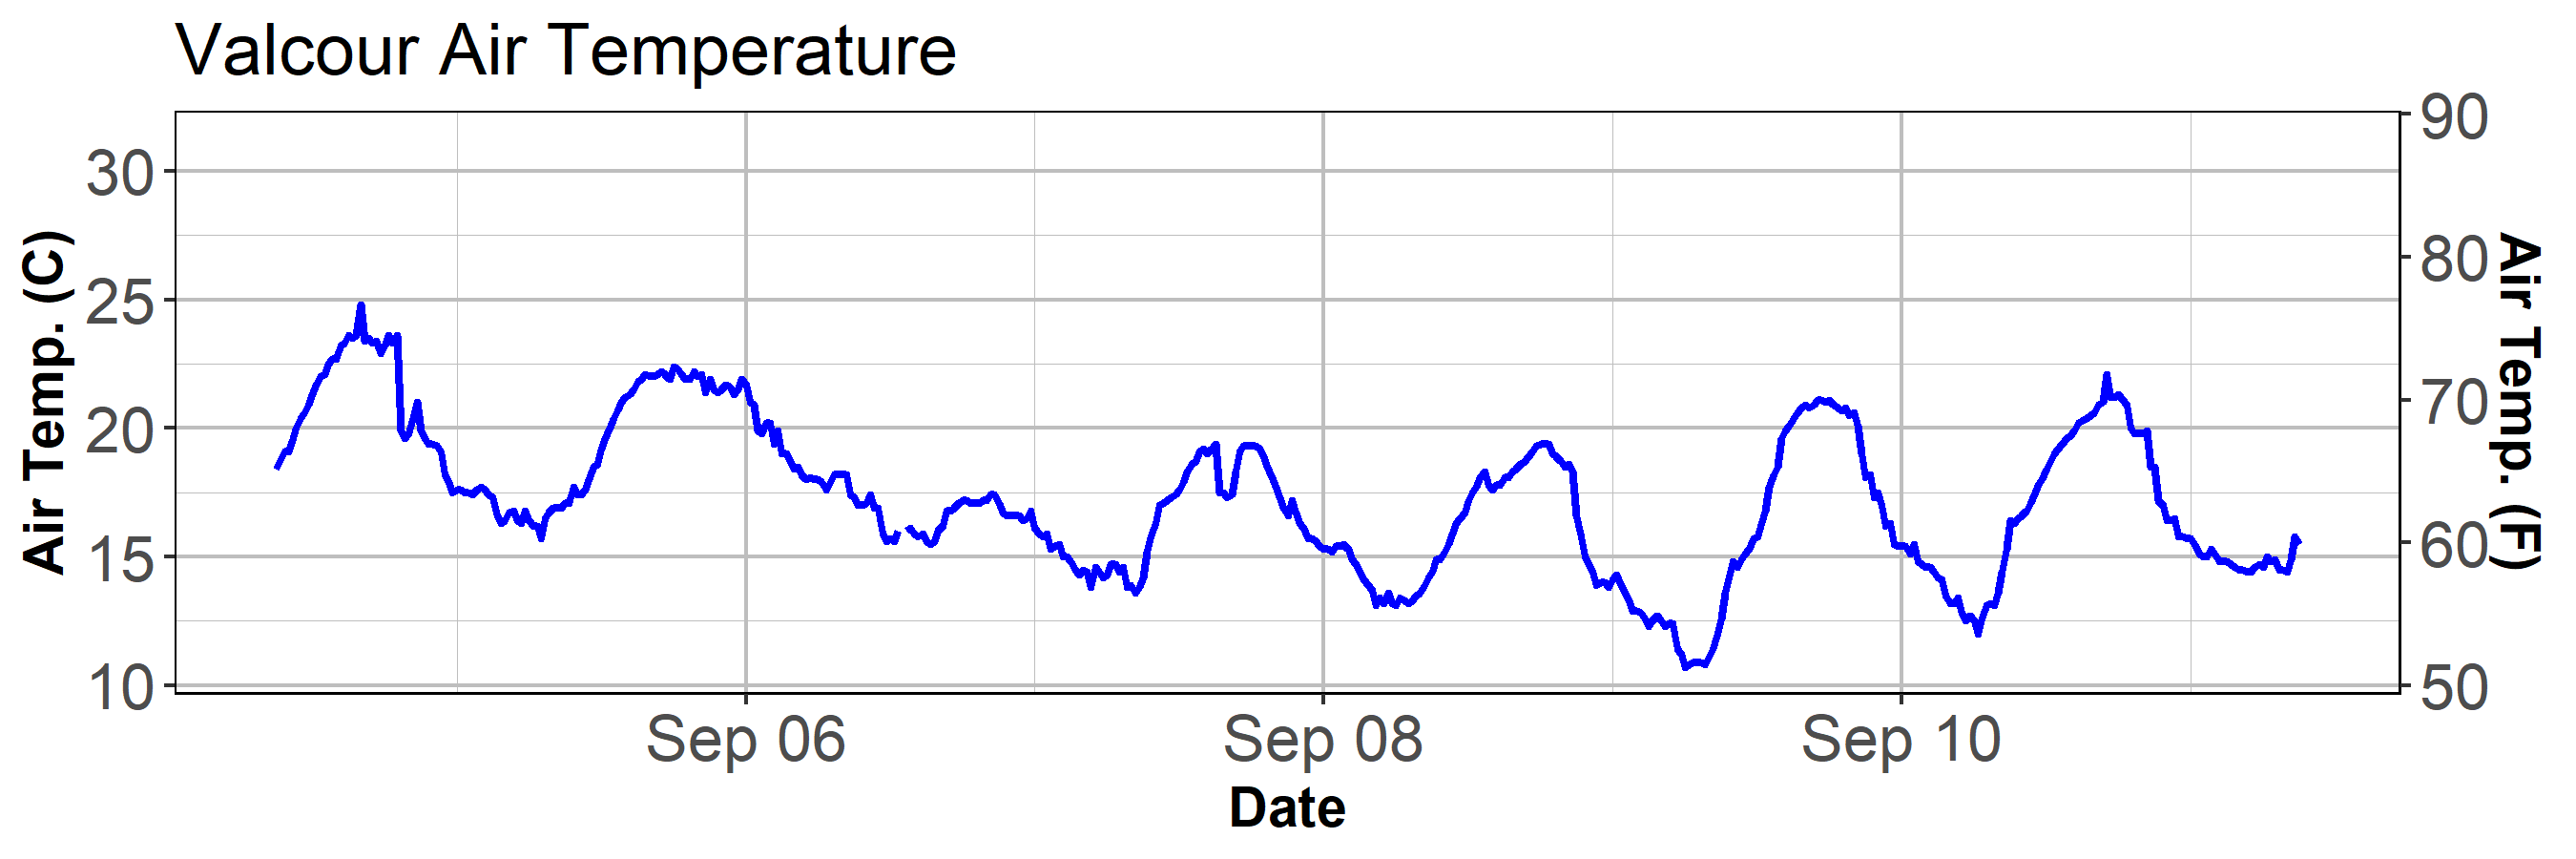 Valcour Air Temperature
Air Temp. (C)
30
25
20
15
10
90
80
70
60
50
Air Temp. (F)
Sep 06
Sep 08
Sep 10
Date